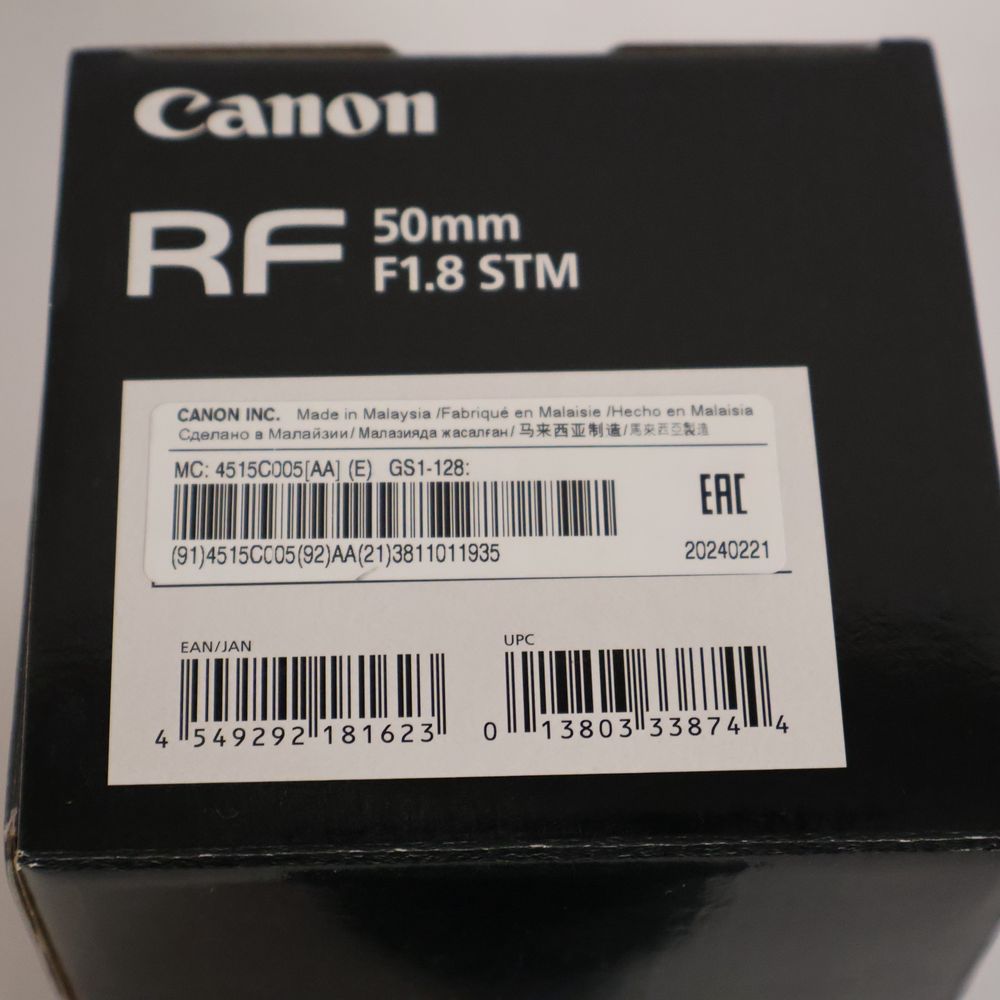 Canon
RF 50mm
F1.8 STM
CANON INC. Made in Malaysia /Fabriqué en Malaisie /Hecho en Malaisia
Сделано в Малайзии/ Малазияда жасалған/ 马来西亚制造/馬來西亞製造
MC: 4515C005[AA] (E) GS1-128:
EAC
(91)4515C005(92)AA(21)3811011935 20240221
EAN/JAN UPC
4 549292 181623 0 13803 33874 4